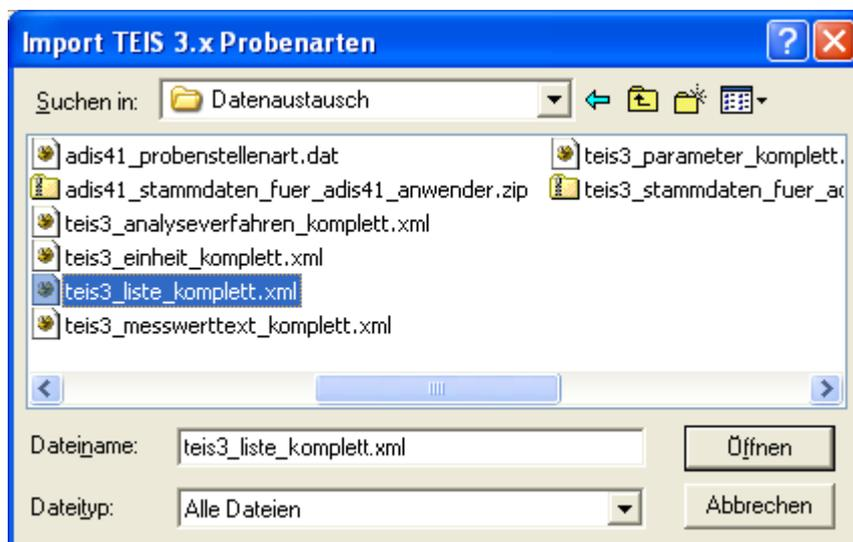 Import TEIS 3.x Probenarten
Suchen in: Datenaustausch
adis41_probenstellenart.dat
adis41_stammdaten_fuer_adis41_anwender.zip
teis3_analyseverfahren_komplett.xml
teis3_einheit_komplett.xml
teis3_liste_komplett.xml
teis3_messwerttext_komplett.xml
teis3_parameter_komplett.
teis3_stammdaten_fuer_ad
Dateiname: teis3_liste_komplett.xml
Öffnen
Dateityp: Alle Dateien
Abbrechen